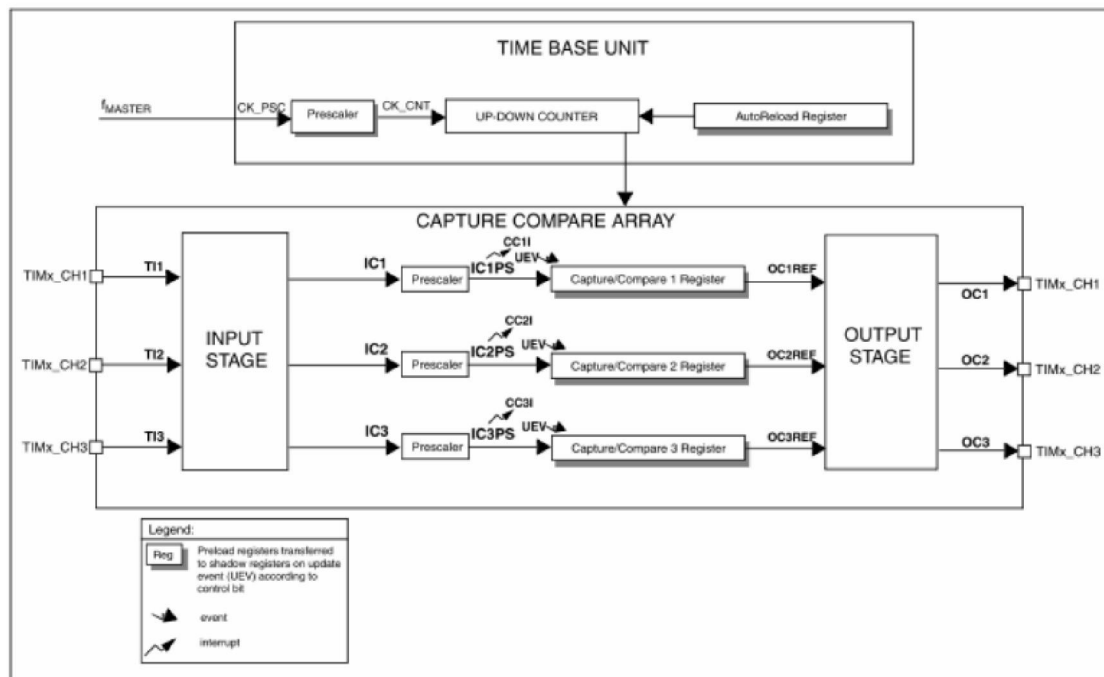 TIME BASE UNIT
fMASTER
CK_PSC
Prescaler
CK_CNT
UP-DOWN COUNTER
AutoReload Register
CAPTURE COMPARE ARRAY
TIMx_CH1
TI1
INPUT STAGE
IC1
Prescaler
IC1PS
CC1I
UEV
Capture/Compare 1 Register
OC1REF
OUTPUT STAGE
OC1
TIMx_CH1
TIMx_CH2
TI2
IC2
Prescaler
IC2PS
CC2I
UEV
Capture/Compare 2 Register
OC2REF
OC2
TIMx_CH2
TIMx_CH3
TI3
IC3
Prescaler
IC3PS
CC3I
UEV
Capture/Compare 3 Register
OC3REF
OC3
TIMx_CH3
Legend:
Reg
Preload registers transferred
to shadow registers on update
event (UEV) according to
control bit
event
interrupt